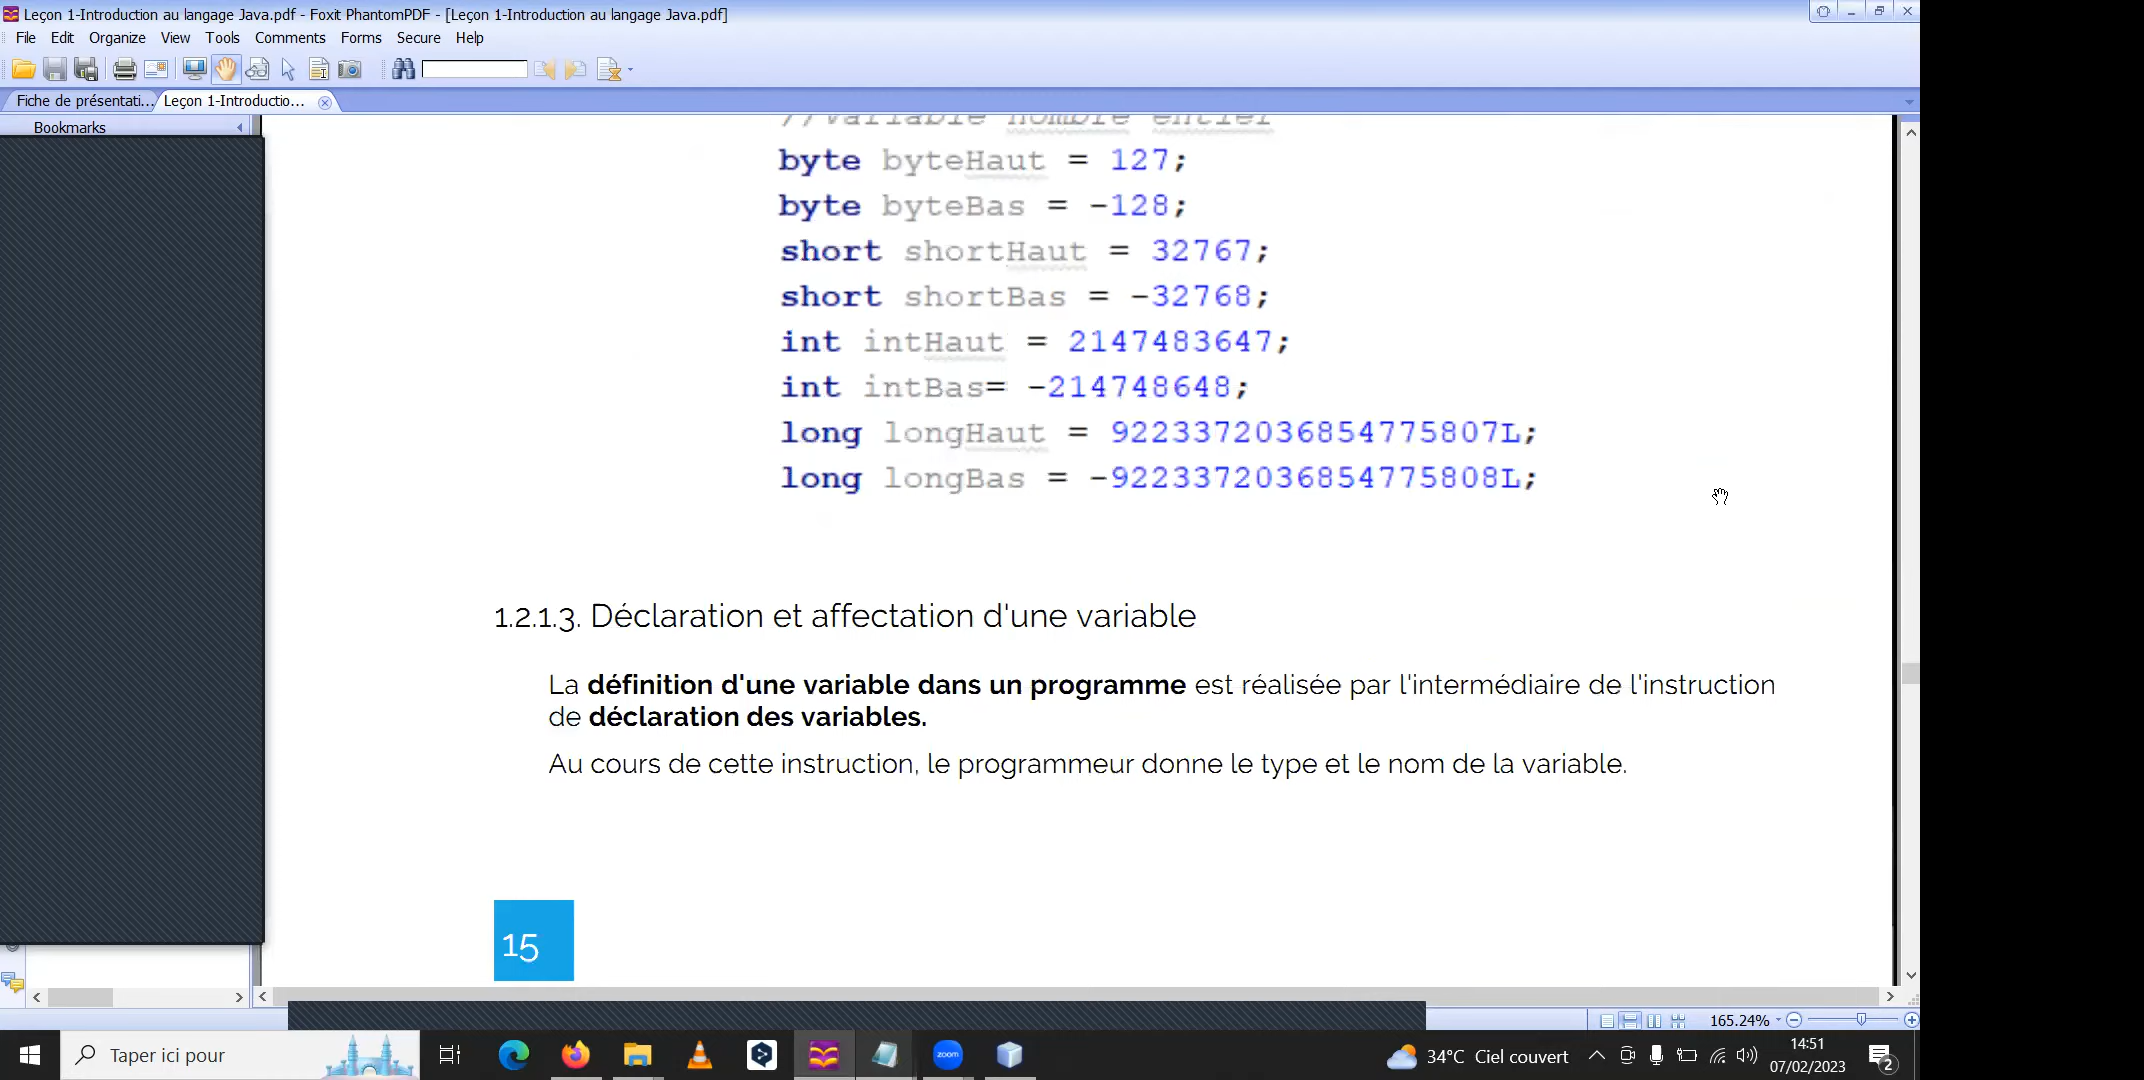 Leçon 1-Introduction au langage Java.pdf - Foxit PhantomPDF - [Leçon 1-Introduction au langage Java.pdf]
File Edit Organize View Tools Comments Forms Secure Help
Fiche de présentati... Leçon 1-Introductio...
Bookmarks
//variable nombre entier
byte byteHaut = 127;
byte byteBas = -128;
short shortHaut = 32767;
short shortBas = -32768;
int intHaut = 2147483647;
int intBas= -214748648;
long longHaut = 9223372036854775807L;
long longBas = -9223372036854775808L;
1.2.1.3. Déclaration et affectation d'une variable
La définition d'une variable dans un programme est réalisée par l'intermédiaire de l'instruction
de déclaration des variables.
Au cours de cette instruction, le programmeur donne le type et le nom de la variable.
15
165.24%
Taper ici pour
zoom
34°C Ciel couvert
14:51
07/02/2023
2